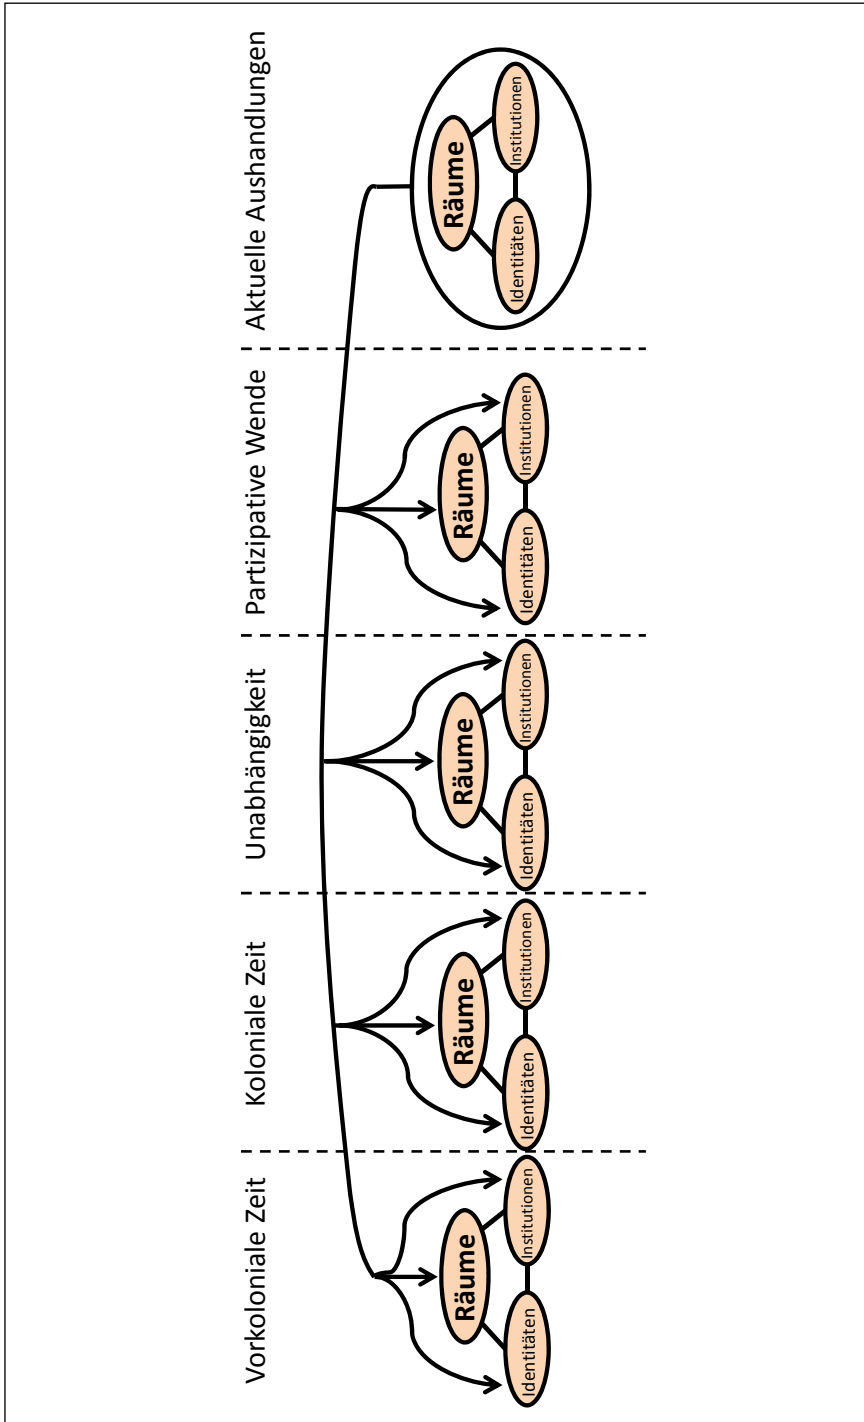 Vorkoloniale Zeit
Koloniale Zeit
Unabhängigkeit
Partizipative Wende
Aktuelle Aushandlungen
Räume
Identitäten
Institutionen
Räume
Identitäten
Institutionen
Räume
Identitäten
Institutionen
Räume
Identitäten
Institutionen
Räume
Identitäten
Institutionen